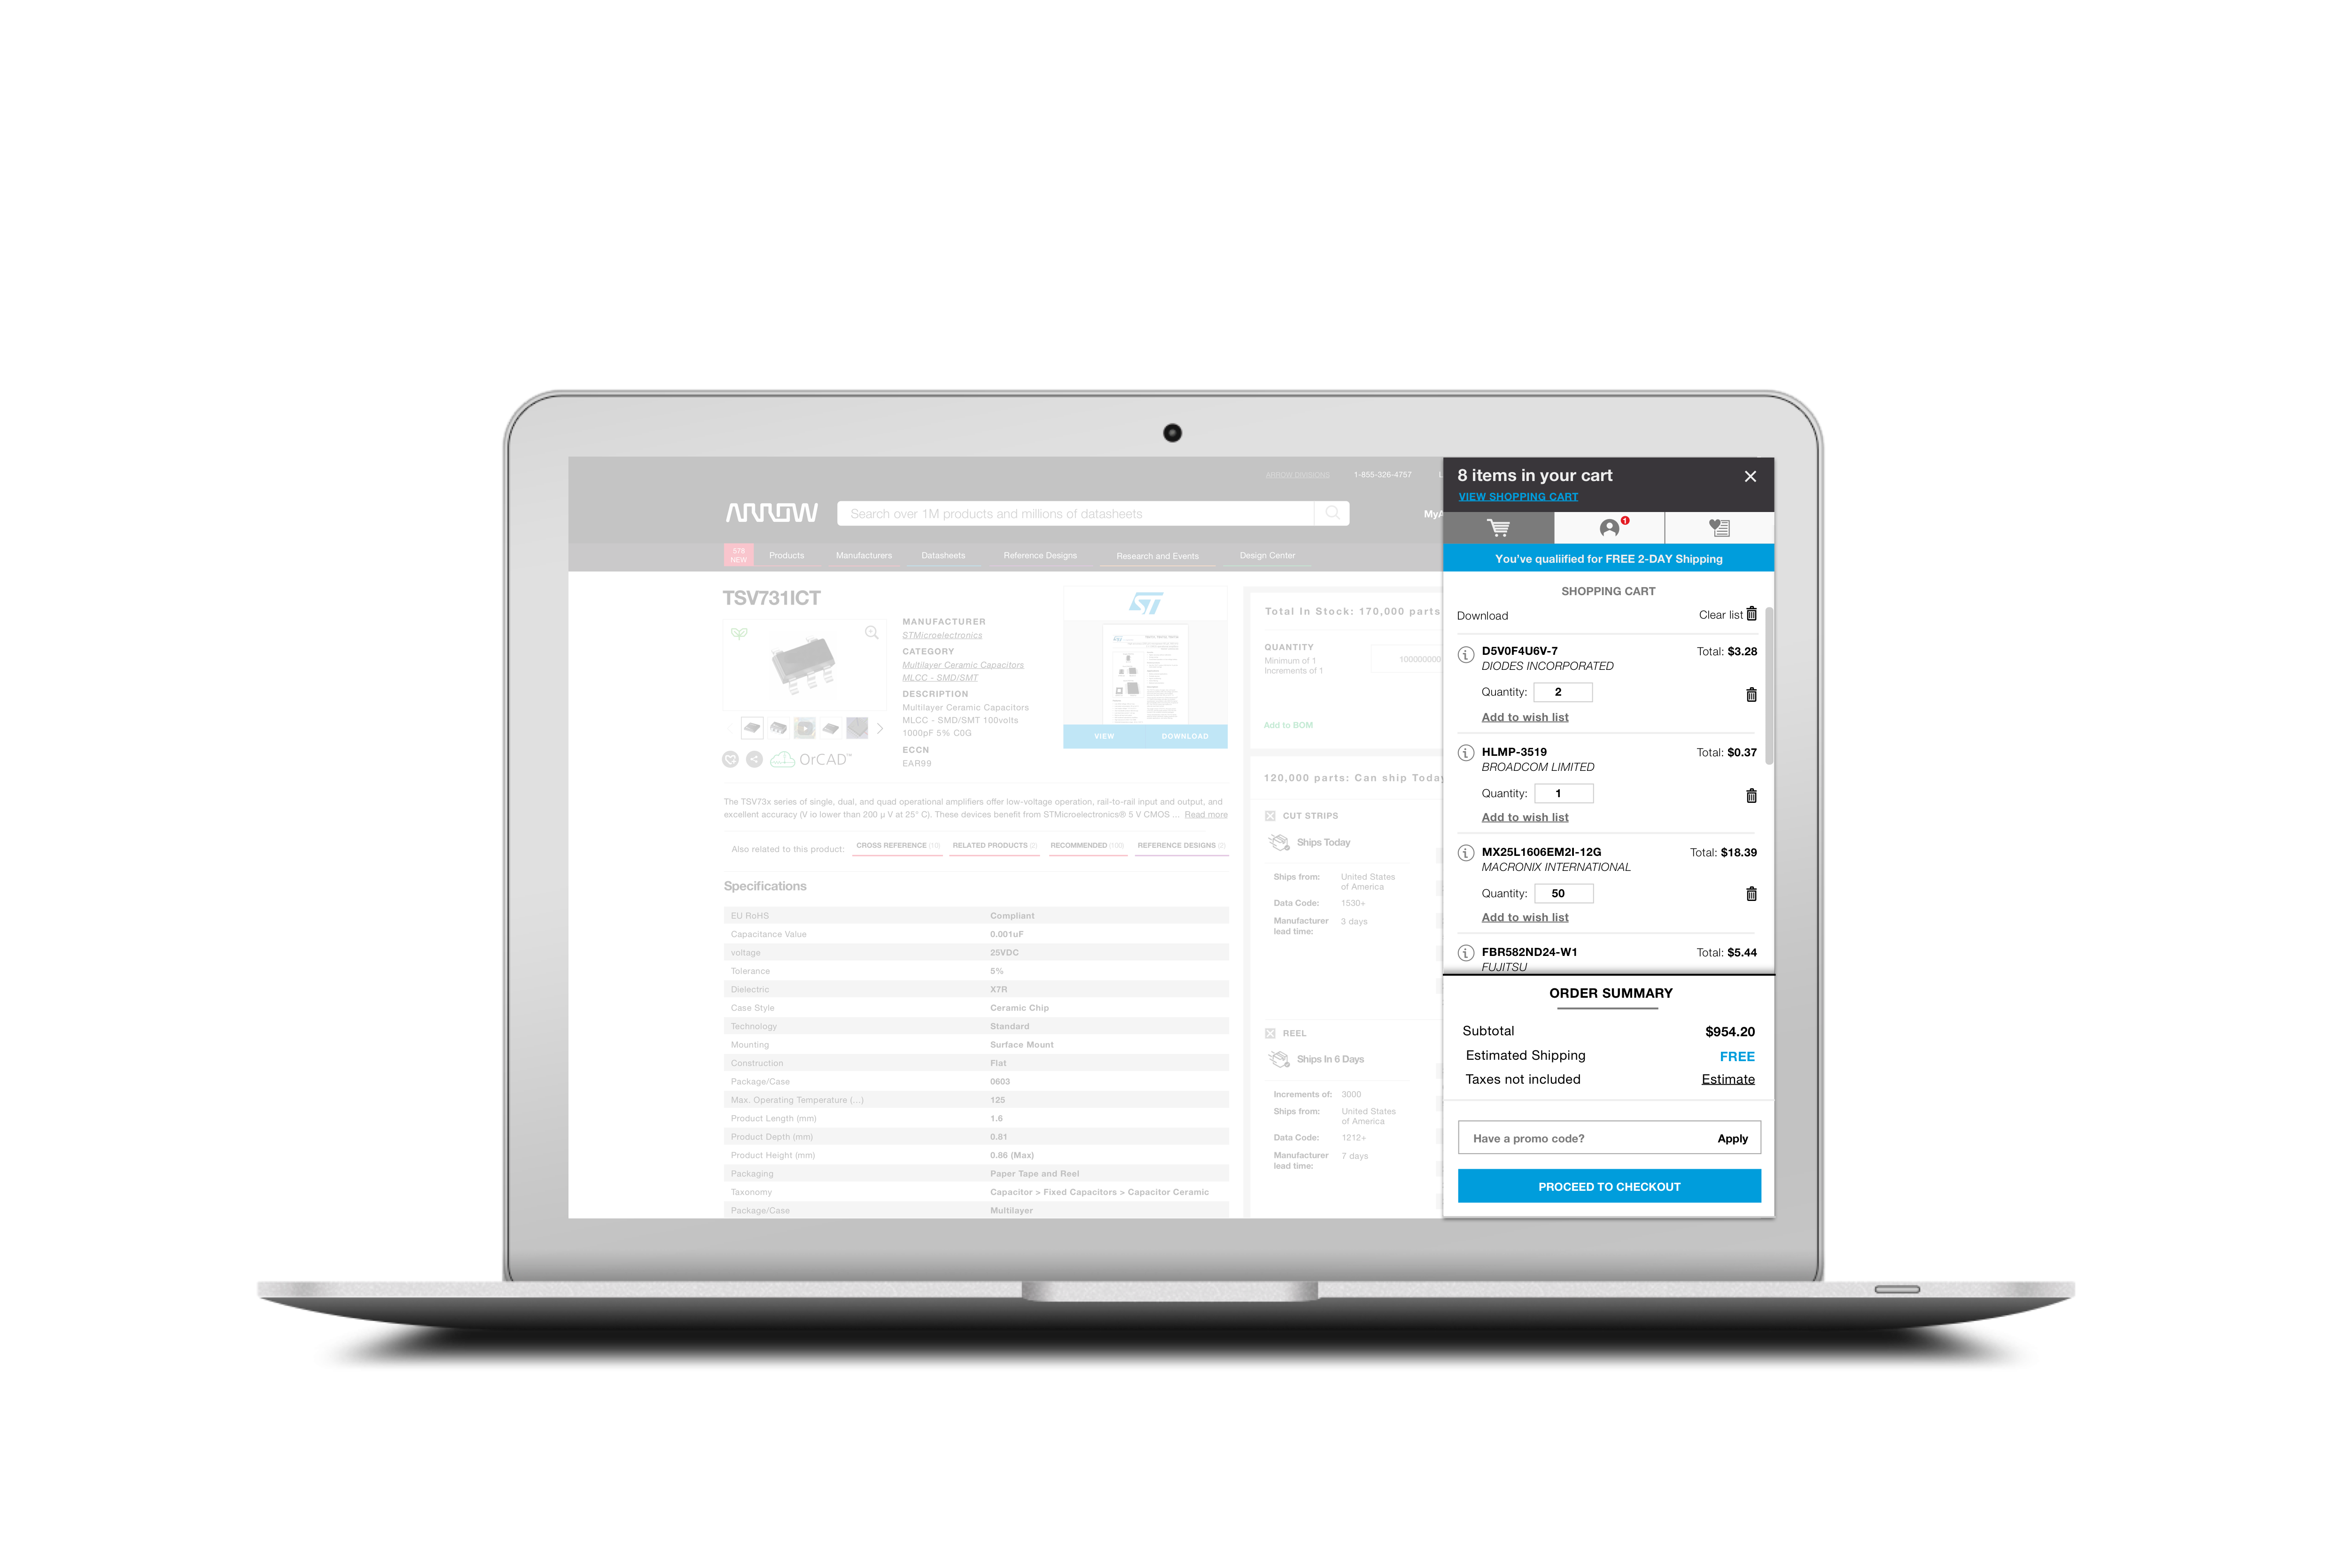 ARROW DIVISIONS
1-855-326-4757
L
ARROW
Search over 1M products and millions of datasheets
MyA
578
NEW
Products
Manufacturers
Datasheets
Reference Designs
Research and Events
Design Center
TSV731ICT
MANUFACTURER
STMicroelectronics
CATEGORY
Multilayer Ceramic Capacitors
MLCC - SMD/SMT
DESCRIPTION
Multilayer Ceramic Capacitors
MLCC - SMD/SMT 100volts
1000pF 5% C0G
ECCN
EAR99
OrCAD™
ST
VIEW
DOWNLOAD
The TSV73x series of single, dual, and quad operational amplifiers offer low-voltage operation, rail-to-rail input and output, and
excellent accuracy (V io lower than 200 μ V at 25° C). These devices benefit from STMicroelectronics® 5 V CMOS ... Read more
Also related to this product:
CROSS REFERENCE (10)
RELATED PRODUCTS (2)
RECOMMENDED (100)
REFERENCE DESIGNS (2)
Specifications
EU RoHS Compliant
Capacitance Value 0.001uF
voltage 25VDC
Tolerance 5%
Dielectric X7R
Case Style Ceramic Chip
Technology Standard
Mounting Surface Mount
Construction Flat
Package/Case 0603
Max. Operating Temperature (...) 125
Product Length (mm) 1.6
Product Depth (mm) 0.81
Product Height (mm) 0.86 (Max)
Packaging Paper Tape and Reel
Taxonomy Capacitor > Fixed Capacitors > Capacitor Ceramic
Package/Case Multilayer
Total In Stock: 170,000 parts
QUANTITY
Minimum of 1
Increments of 1
100000000
Add to BOM
120,000 parts: Can ship Today
CUT STRIPS
Ships Today
Ships from: United States
of America
Data Code: 1530+
Manufacturer 3 days
lead time:
REEL
Ships In 6 Days
Increments of: 3000
Ships from: United States
of America
Data Code: 1212+
Manufacturer 7 days
lead time:
8 items in your cart
VIEW SHOPPING CART
1
You've qualiified for FREE 2-DAY Shipping
SHOPPING CART
Download
Clear list
D5V0F4U6V-7 Total: $3.28
DIODES INCORPORATED
Quantity: 2
Add to wish list
HLMP-3519 Total: $0.37
BROADCOM LIMITED
Quantity: 1
Add to wish list
MX25L1606EM2I-12G Total: $18.39
MACRONIX INTERNATIONAL
Quantity: 50
Add to wish list
FBR582ND24-W1 Total: $5.44
FUJITSU
ORDER SUMMARY
Subtotal $954.20
Estimated Shipping FREE
Taxes not included Estimate
Have a promo code? Apply
PROCEED TO CHECKOUT